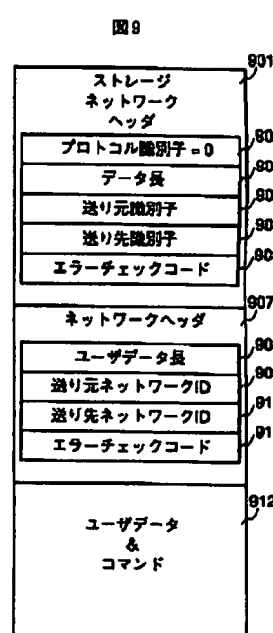 図9
901
ストレージ
ネットワーク
ヘッダ
プロトコル識別子=0
データ長
送り元識別子
送り先識別子
エラーチェックコード
907
ネットワークヘッダ
ユーザデータ長
送り元ネットワークID
送り先ネットワークID
エラーチェックコード
912
ユーザデータ
&
コマンド